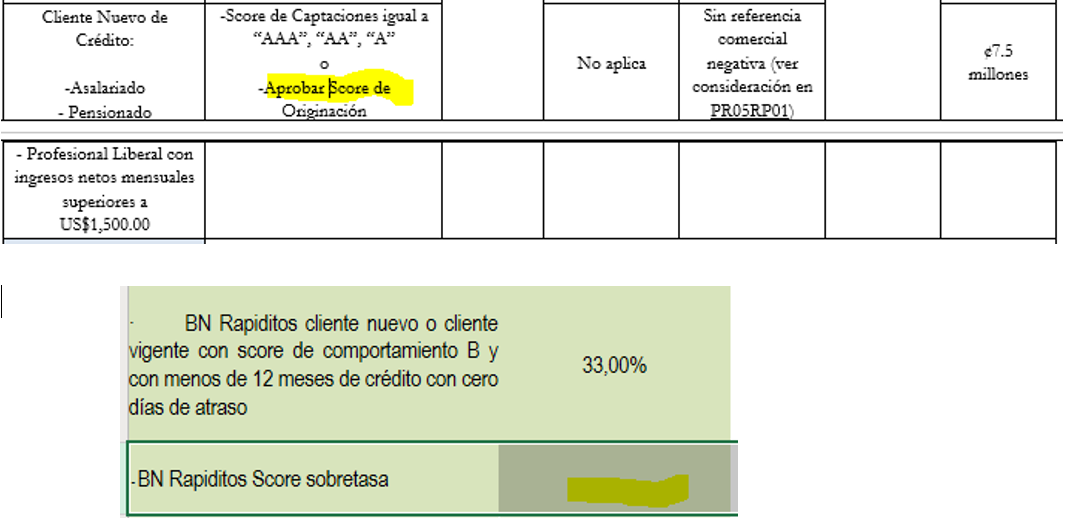 Cliente Nuevo de
Crédito:
-Asalariado
- Pensionado
-Score de Captaciones igual a
“AAA”, “AA”, “A”
o
-Aprobar Score de
Originación
No aplica
Sin referencia
comercial
negativa (ver
consideración en
PR05RP01)
¢7.5
millones
- Profesional Liberal con
ingresos netos mensuales
superiores a
US$1,500.00
· BN Rapiditos cliente nuevo o cliente
vigente con score de comportamiento B y
con menos de 12 meses de crédito con cero
días de atraso
33,00%
-BN Rapiditos Score sobretasa